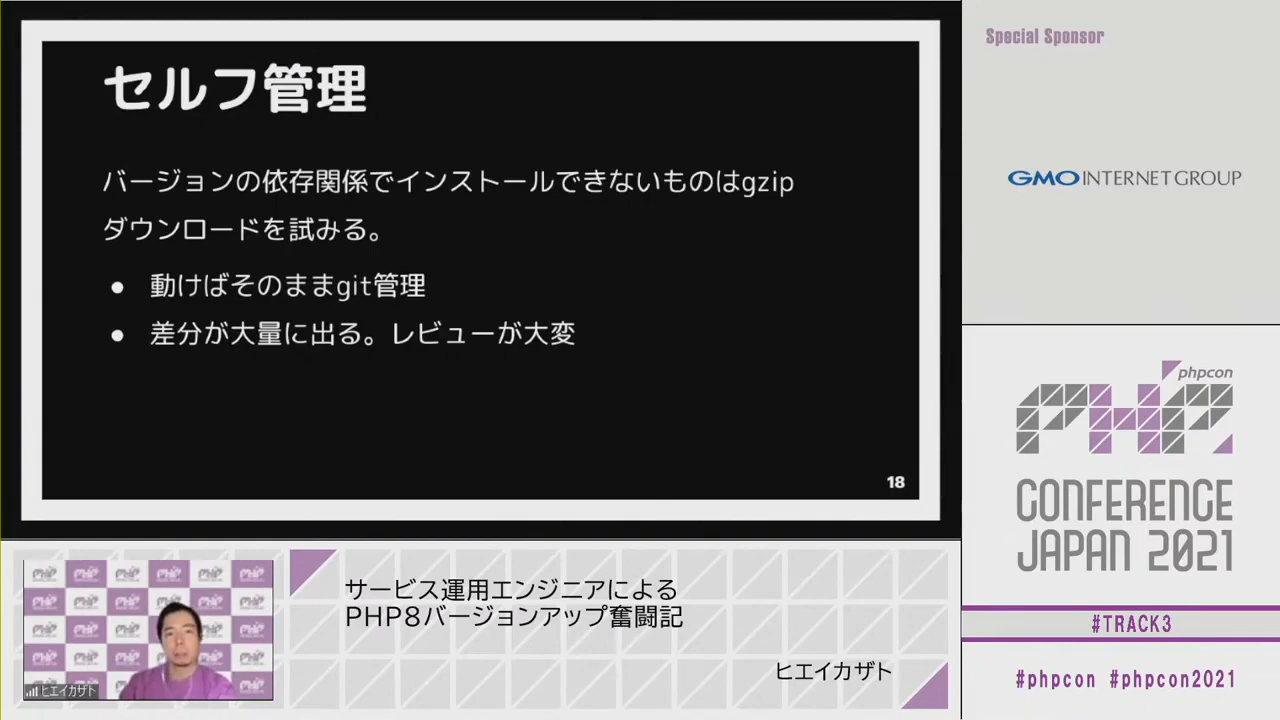 セルフ管理
バージョンの依存関係でインストールできないものはgzip
ダウンロードを試みる。
● 動けばそのままgit管理
● 差分が大量に出る。レビューが大変
18
Special Sponsor
GMO INTERNET GROUP
phpcon
PHP
CONFERENCE
JAPAN 2021
#TRACK3
#phpcon #phpcon2021
サービス運用エンジニアによる
PHP8バージョンアップ奮闘記
ヒエイカザト
ヒエイカザト